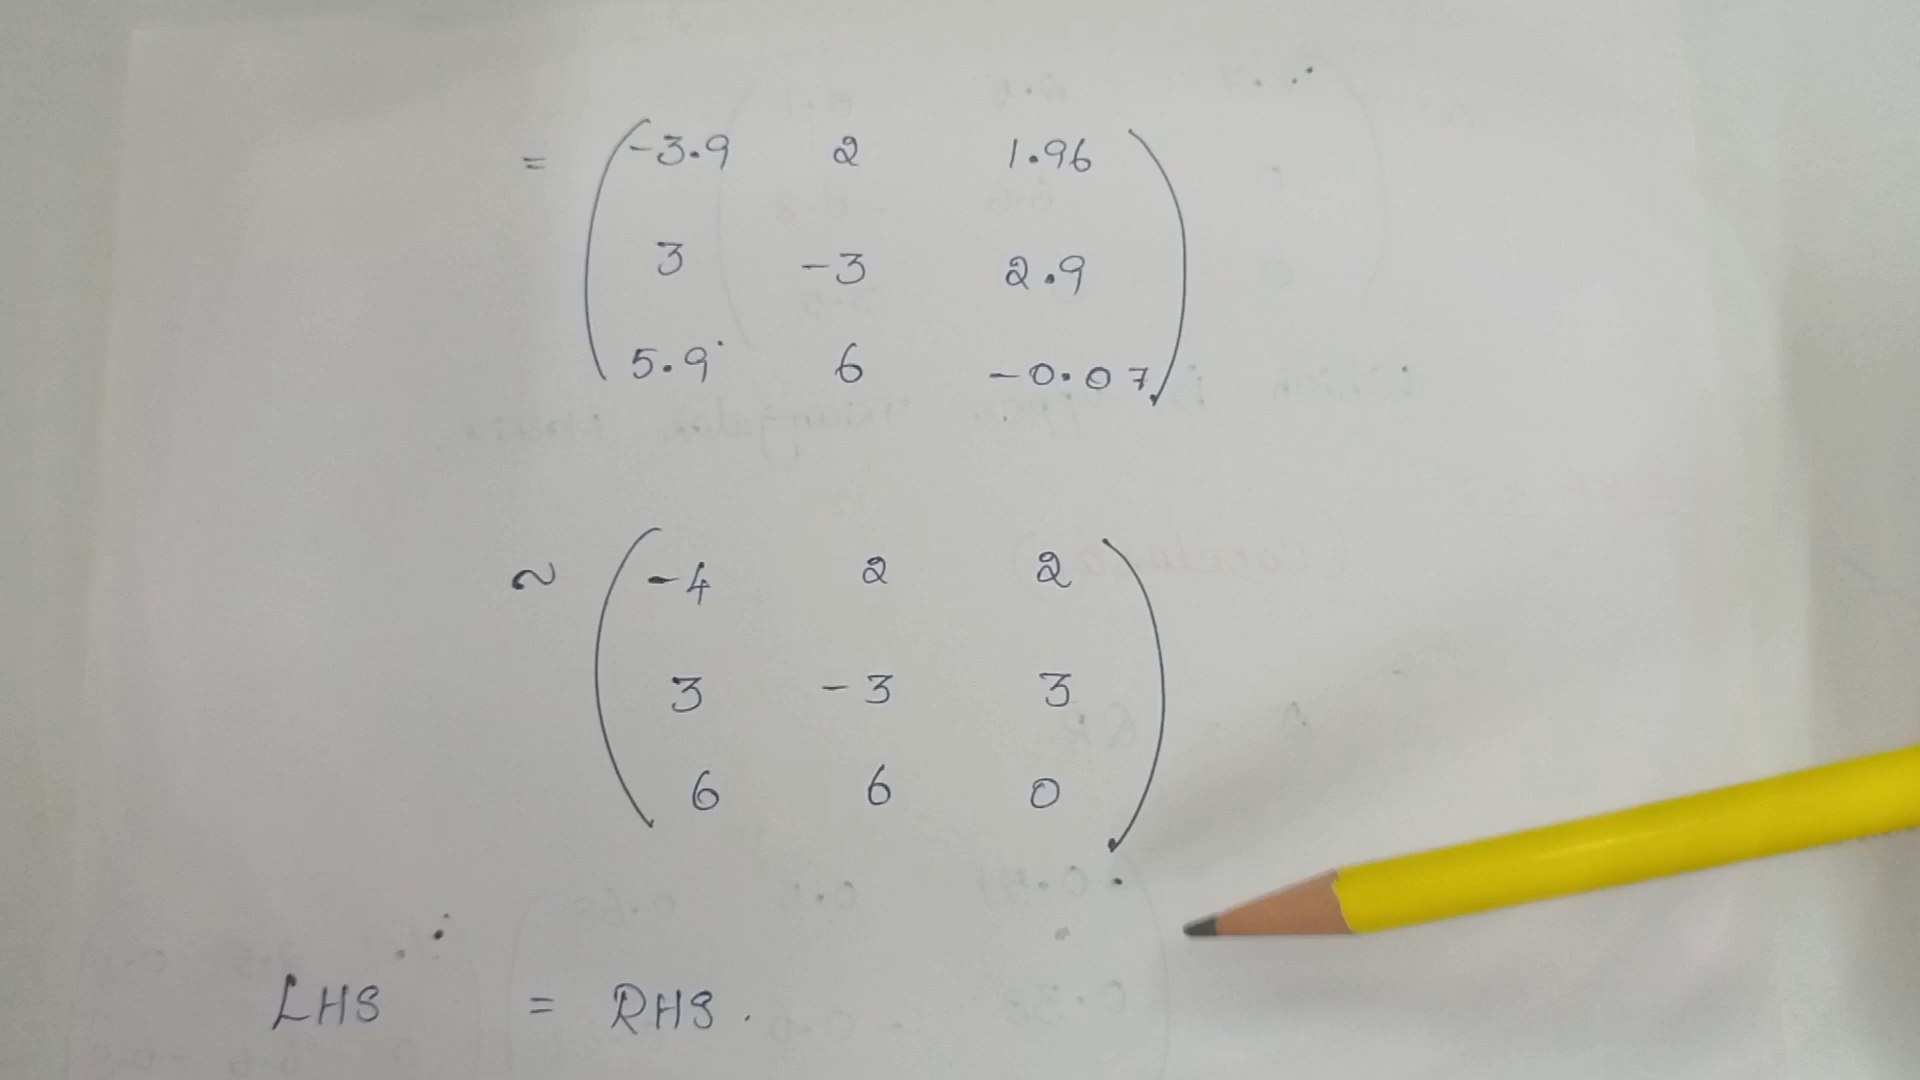 = (-3.9 2 1.96
3 -3 2.9
5.9 6 -0.07)
~ (-4 2 2
3 -3 3
6 6 0)
LHS = RHS.